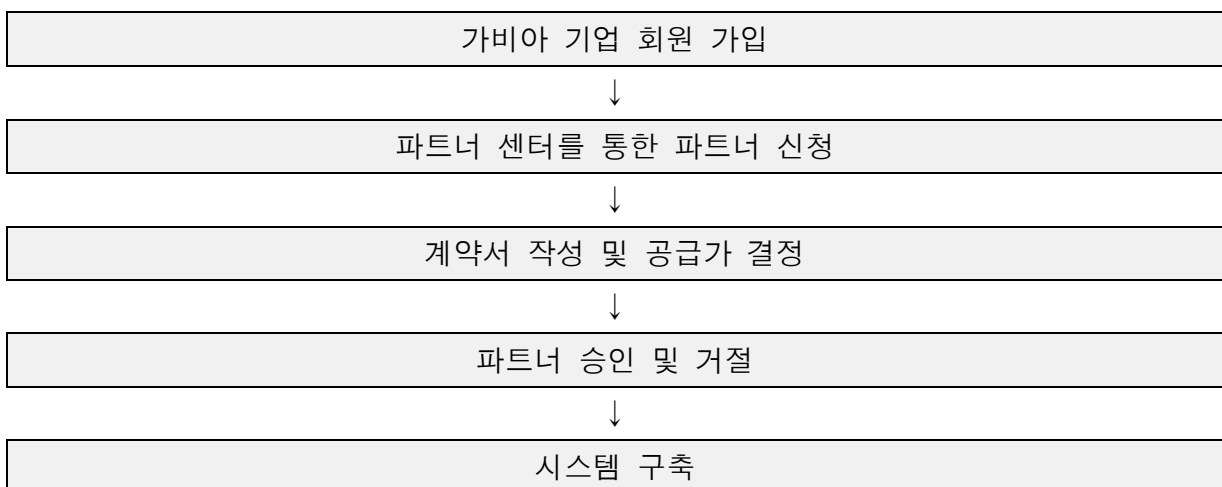 가비아 기업 회원 가입
↓
파트너 센터를 통한 파트너 신청
↓
계약서 작성 및 공급가 결정
↓
파트너 승인 및 거절
↓
시스템 구축